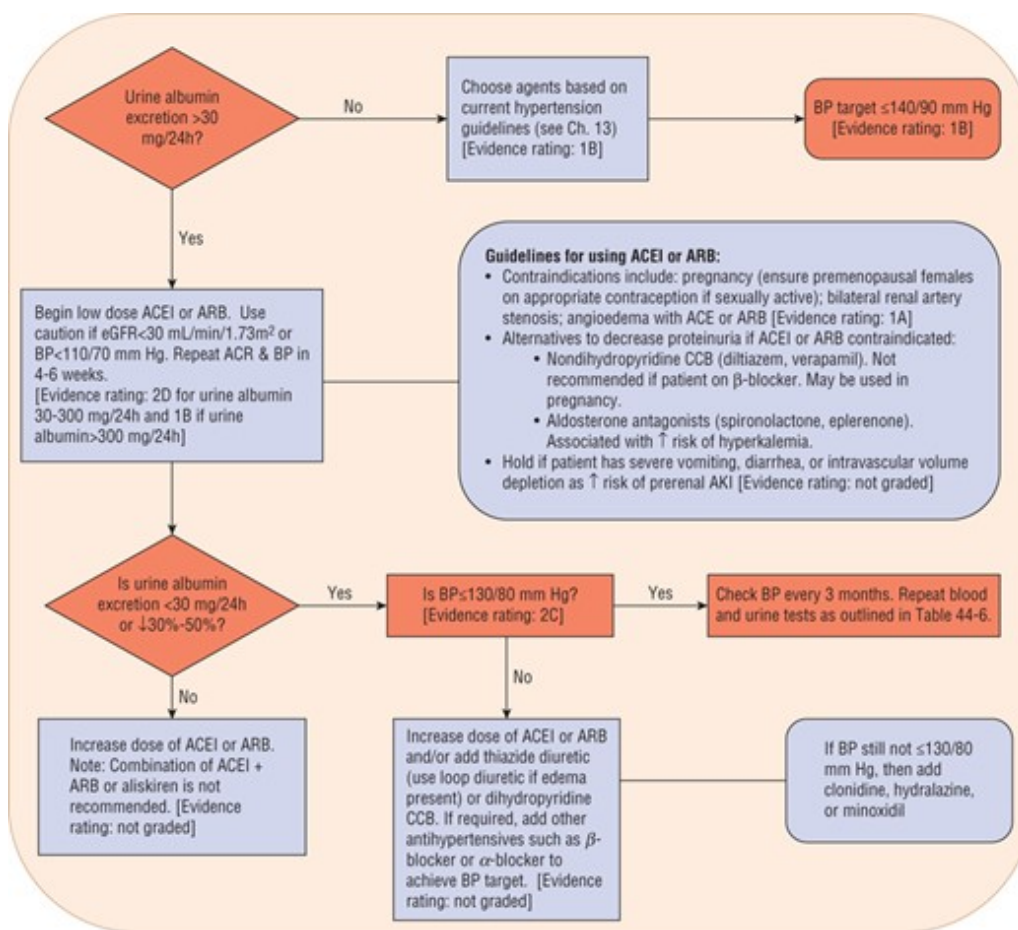 Urine albumin
excretion >30
mg/24h?
No
Choose agents based on
current hypertension
guidelines (see Ch. 13)
[Evidence rating: 1B]
BP target ≤140/90 mm Hg
[Evidence rating: 1B]
Yes
Begin low dose ACEI or ARB. Use
caution if eGFR<30 mL/min/1.73m² or
BP<110/70 mm Hg. Repeat ACR & BP in
4-6 weeks.
[Evidence rating: 2D for urine albumin
30-300 mg/24h and 1B if urine
albumin>300 mg/24h]
Guidelines for using ACEI or ARB:
• Contraindications include: pregnancy (ensure premenopausal females
on appropriate contraception if sexually active); bilateral renal artery
stenosis; angioedema with ACE or ARB [Evidence rating: 1A]
• Alternatives to decrease proteinuria if ACEI or ARB contraindicated:
• Nondihydropyridine CCB (diltiazem, verapamil). Not
recommended if patient on β-blocker. May be used in
pregnancy.
• Aldosterone antagonists (spironolactone, eplerenone).
Associated with ↑ risk of hyperkalemia.
• Hold if patient has severe vomiting, diarrhea, or intravascular volume
depletion as ↑ risk of prerenal AKI [Evidence rating: not graded]
Is urine albumin
excretion <30 mg/24h
or ↓30%-50%?
Yes
Is BP≤130/80 mm Hg?
[Evidence rating: 2C]
Yes
Check BP every 3 months. Repeat blood
and urine tests as outlined in Table 44-6.
No
No
Increase dose of ACEI or ARB.
Note: Combination of ACEI +
ARB or aliskiren is not
recommended. [Evidence
rating: not graded]
Increase dose of ACEI or ARB
and/or add thiazide diuretic
(use loop diuretic if edema
present) or dihydropyridine
CCB. If required, add other
antihypertensives such as β-
blocker or α-blocker to
achieve BP target. [Evidence
rating: not graded]
If BP still not ≤130/80
mm Hg, then add
clonidine, hydralazine,
or minoxidil